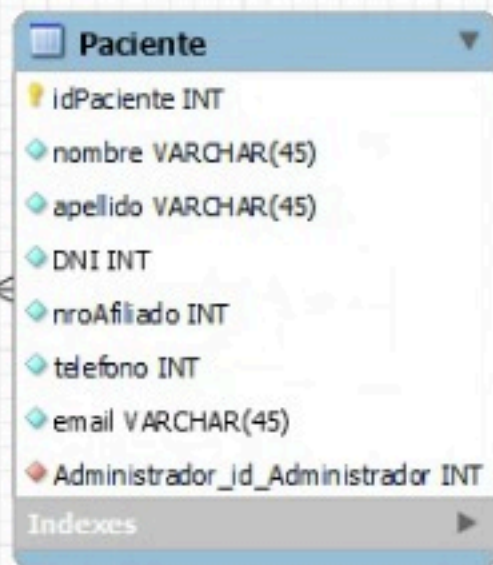 Paciente
idPaciente INT
nombre VARCHAR(45)
apellido VARCHAR(45)
DNI INT
nroAfiliado INT
telefono INT
email VARCHAR(45)
Administrador_id_Administrador INT
Indexes